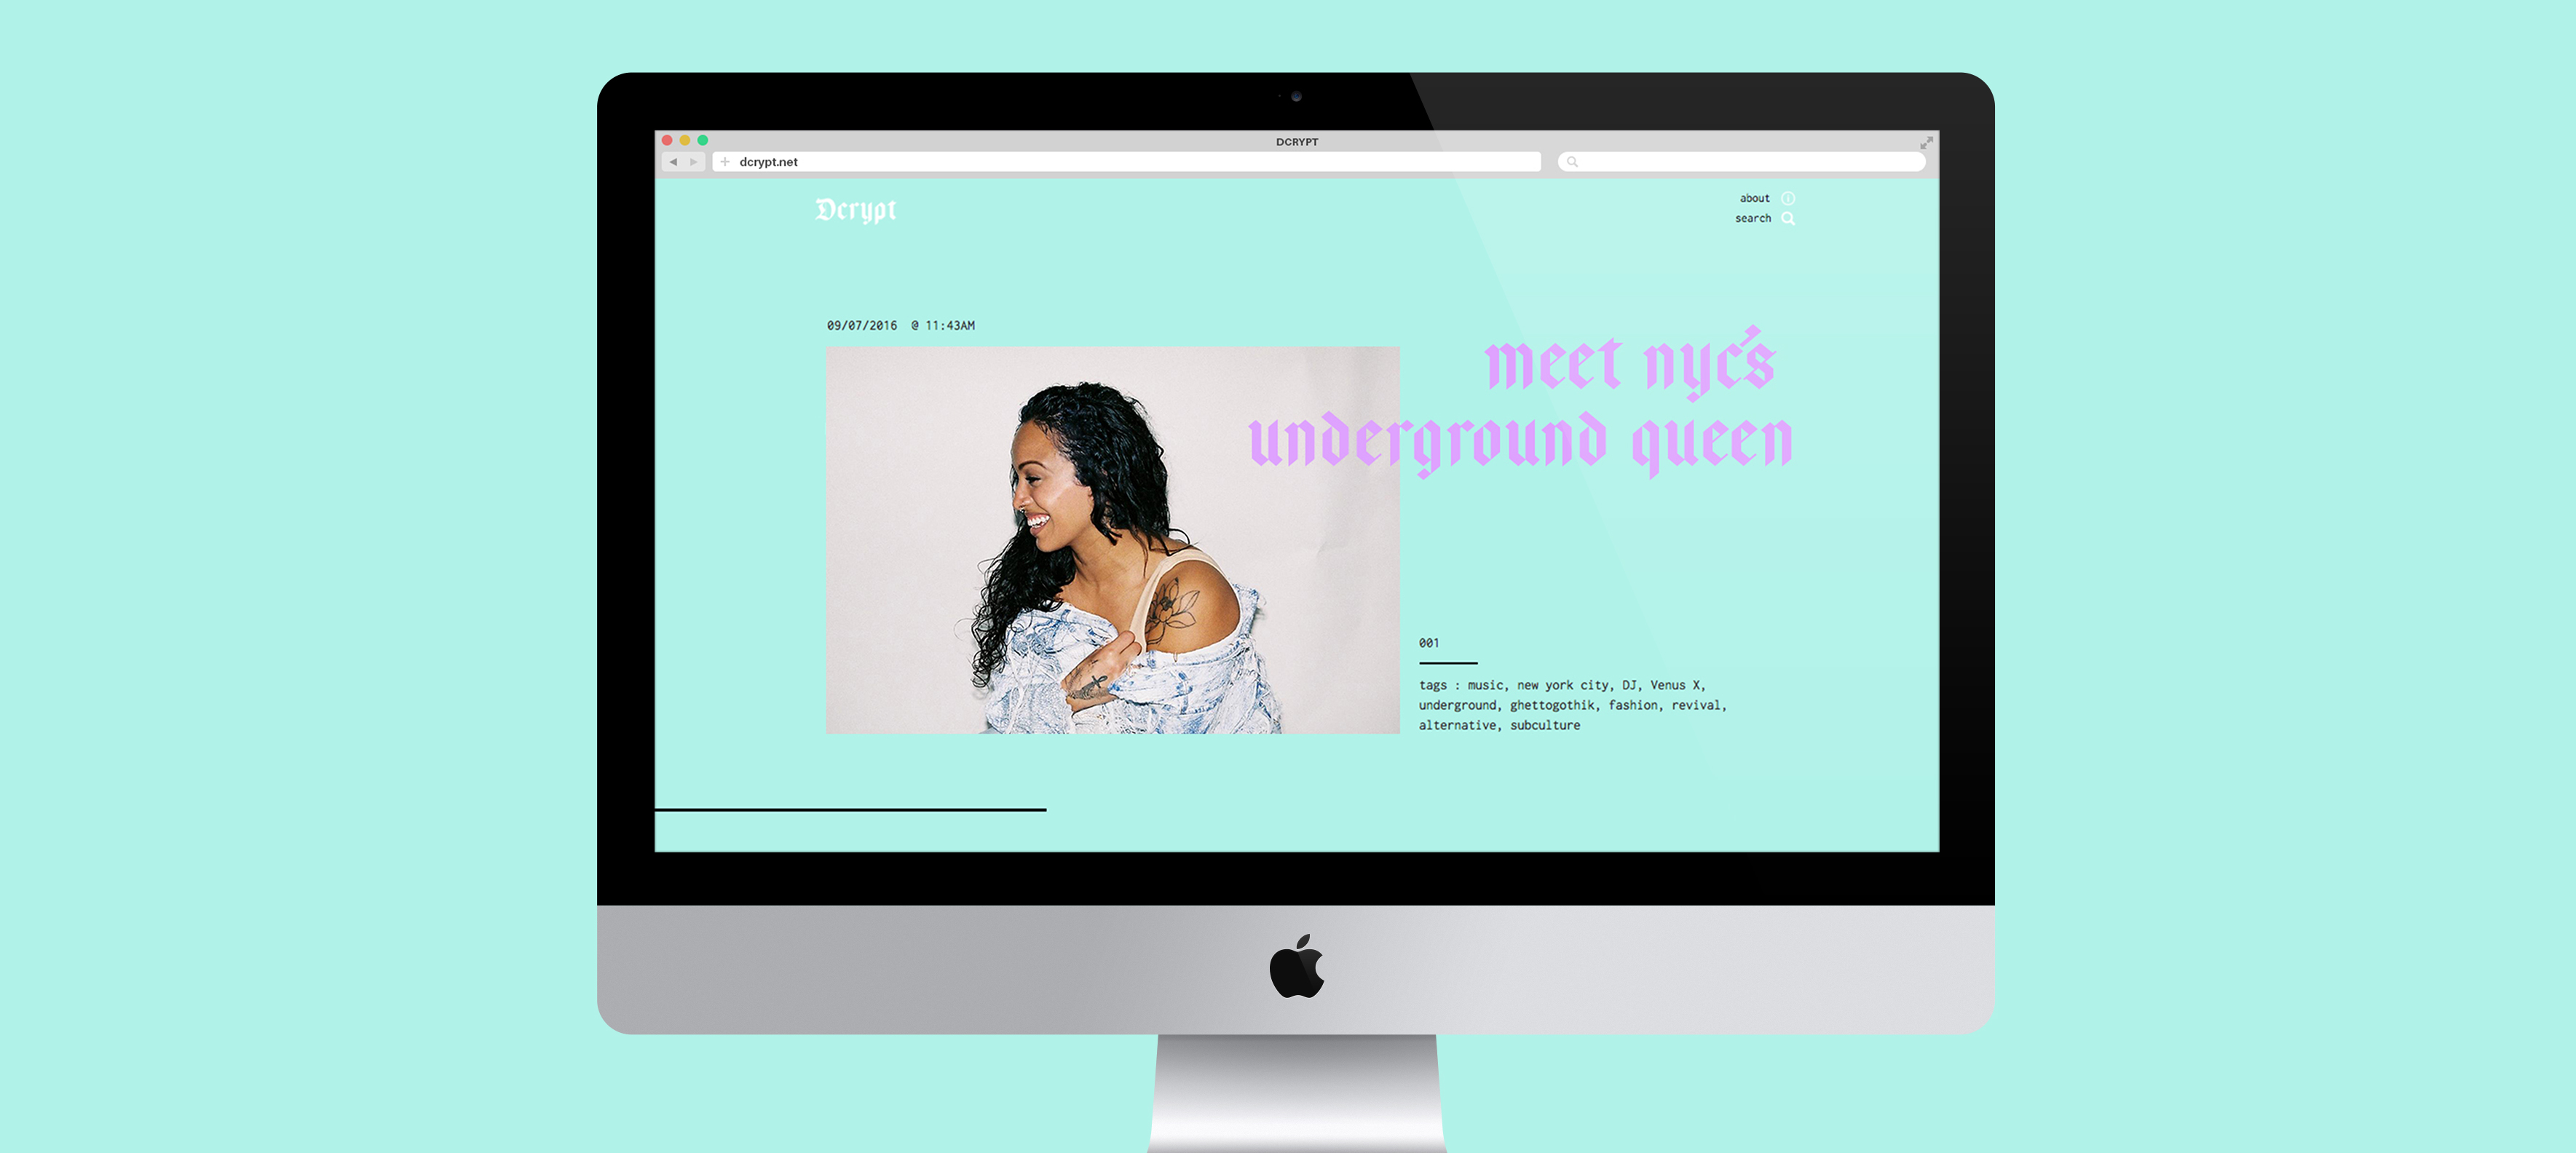 DCRYPT
dcrypt.net
Dcrypt
about
search
09/07/2016 @ 11:43AM
meet nyc's
underground queen
001
tags : music, new york city, DJ, Venus X,
underground, ghettogothik, fashion, revival,
alternative, subculture